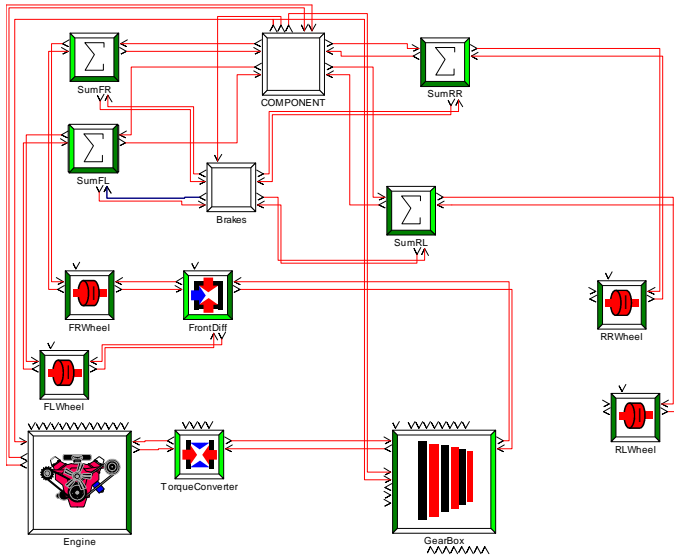 SumFR
COMPONENT
SumRR
SumFL
Brakes
SumRL
FRWheel
FrontDiff
RRWheel
FLWheel
RLWheel
TorqueConverter
Engine
GearBox